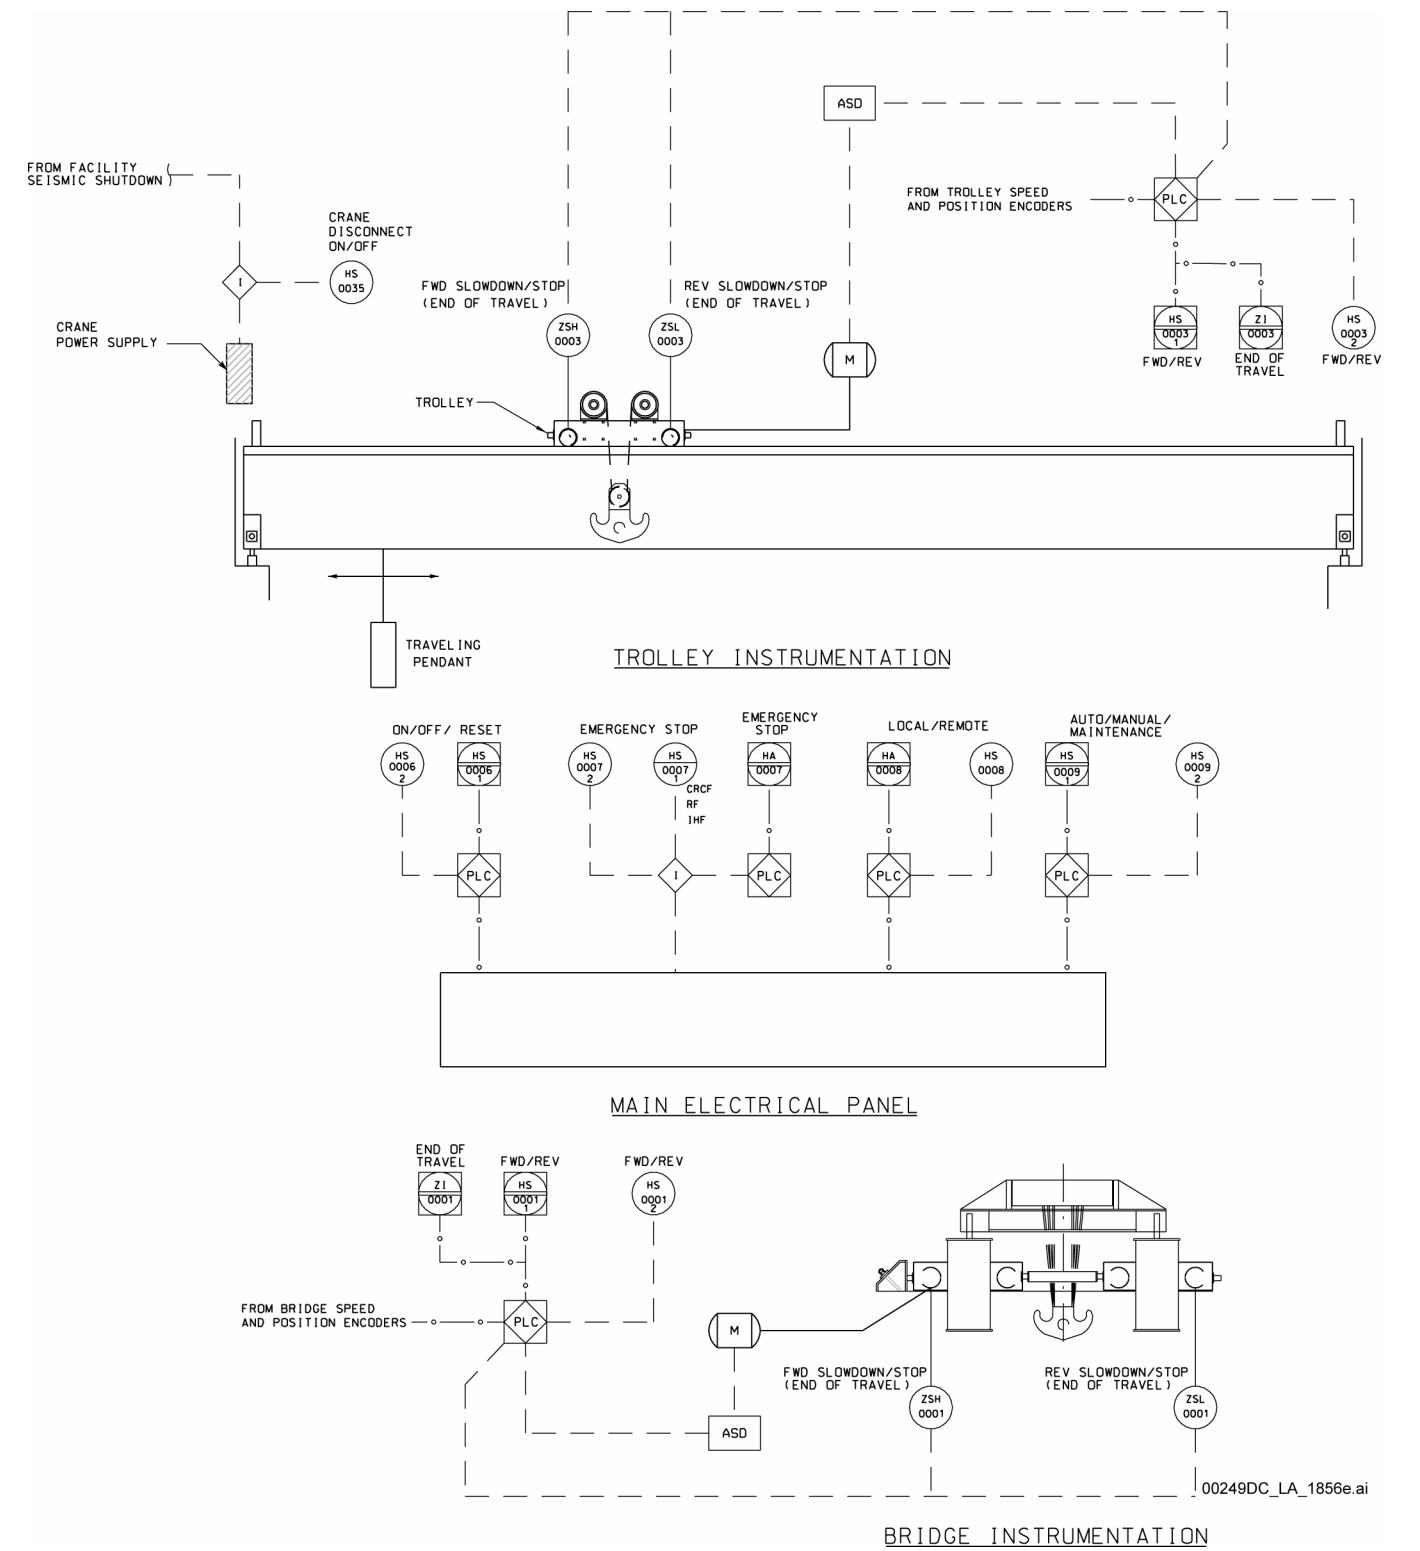 ASD
FROM FACILITY
SEISMIC SHUTDOWN
PLC
FROM TROLLEY SPEED
AND POSITION ENCODERS
CRANE
DISCONNECT
ON/OFF
I
HS
0035
FWD SLOWDOWN/STOP
(END OF TRAVEL)
REV SLOWDOWN/STOP
(END OF TRAVEL)
ZSH
0003
ZSL
0003
CRANE
POWER SUPPLY
M
HS
0003
1
FWD/REV
ZI
0003
END OF
TRAVEL
HS
0003
2
FWD/REV
TROLLEY
TRAVELING
PENDANT
TROLLEY INSTRUMENTATION
ON/OFF/ RESET
HS
0006
2
HS
0006
1
EMERGENCY STOP
HS
0007
2
HS
0007
1
CRCF
RF
IHF
EMERGENCY
STOP
HA
0007
LOCAL/REMOTE
HA
0008
HS
0008
AUTO/MANUAL/
MAINTENANCE
HS
0009
1
HS
0009
2
PLC
I
PLC
PLC
PLC
MAIN ELECTRICAL PANEL
END OF
TRAVEL
ZI
0001
FWD/REV
HS
0001
1
FWD/REV
HS
0001
2
FROM BRIDGE SPEED
AND POSITION ENCODERS
PLC
M
FWD SLOWDOWN/STOP
(END OF TRAVEL)
REV SLOWDOWN/STOP
(END OF TRAVEL)
ZSH
0001
ZSL
0001
ASD
00249DC_LA_1856e.ai
BRIDGE INSTRUMENTATION